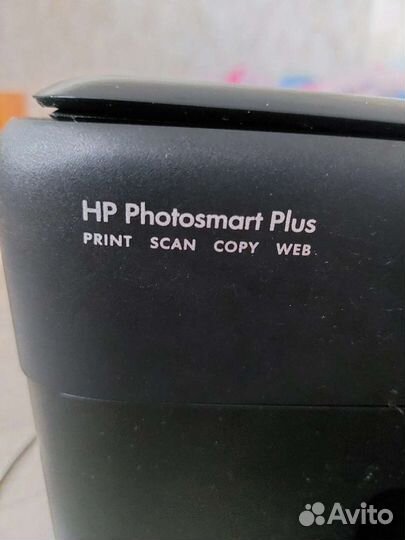 HP Photosmart Plus
PRINT SCAN COPY WEB
Avito